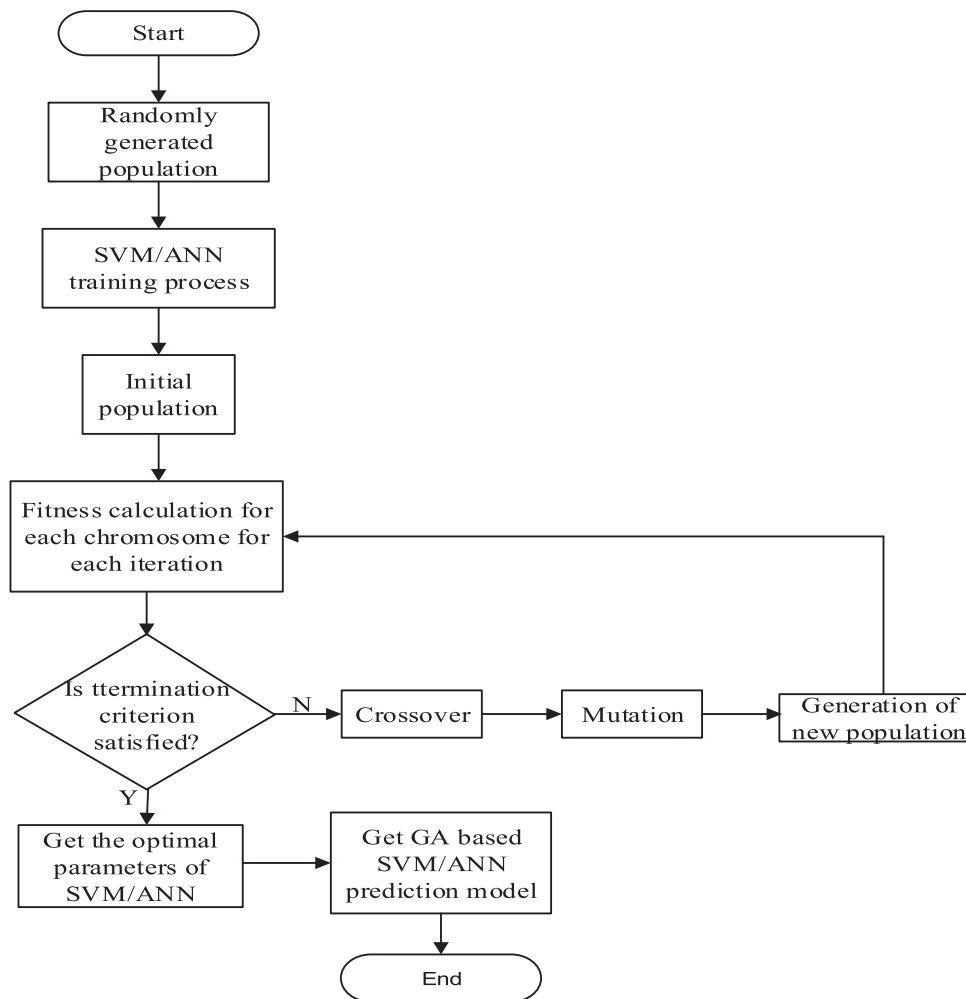 Start
Randomly
generated
population
SVM/ANN
training process
Initial
population
Fitness calculation for
each chromosome for
each iteration
Is ttermination
criterion
satisfied?
N
Crossover
Mutation
Generation of
new population
Y
Get the optimal
parameters of
SVM/ANN
Get GA based
SVM/ANN
prediction model
End